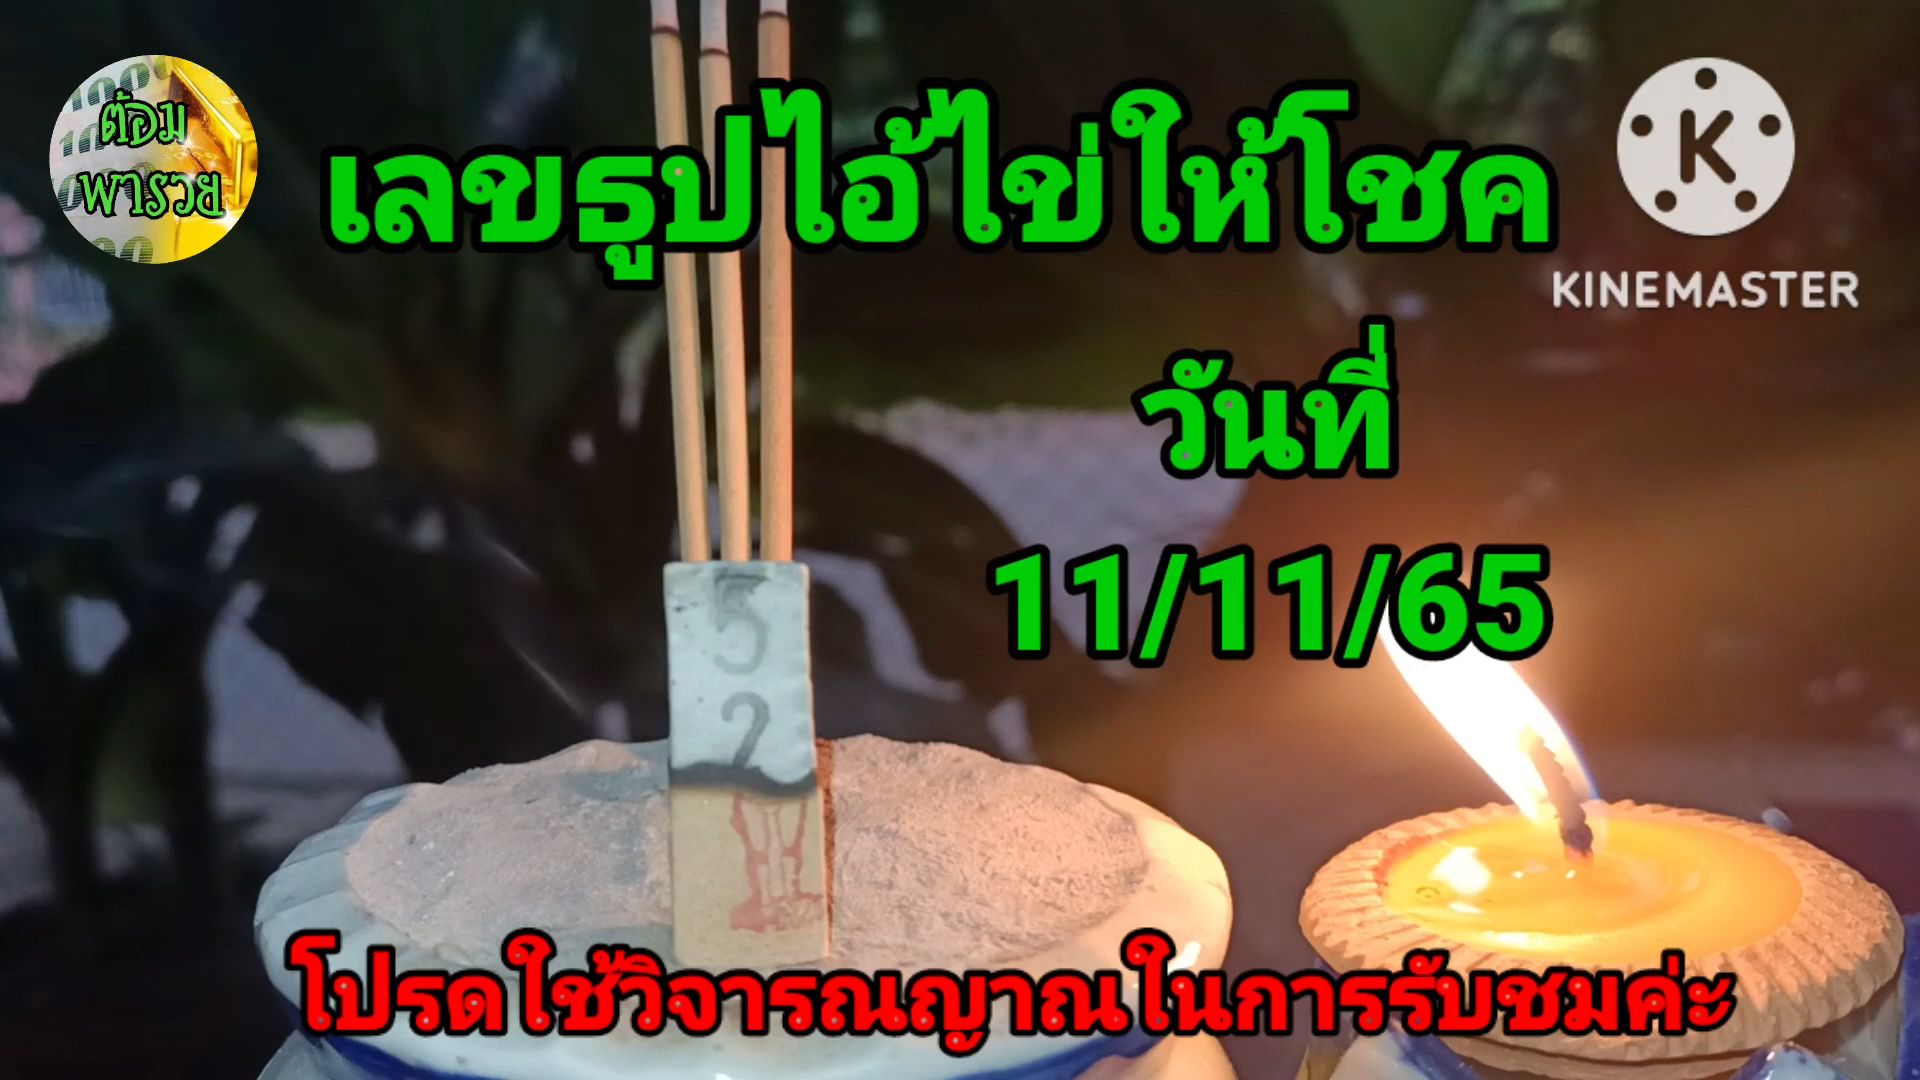 ต้อม
พารวย
เลขธูปไอ้ไข่ให้โชค
K
KINEMASTER
วันที่
11/11/65
5
2
โปรดใช้วิจารณญาณในการรับชมค่ะ